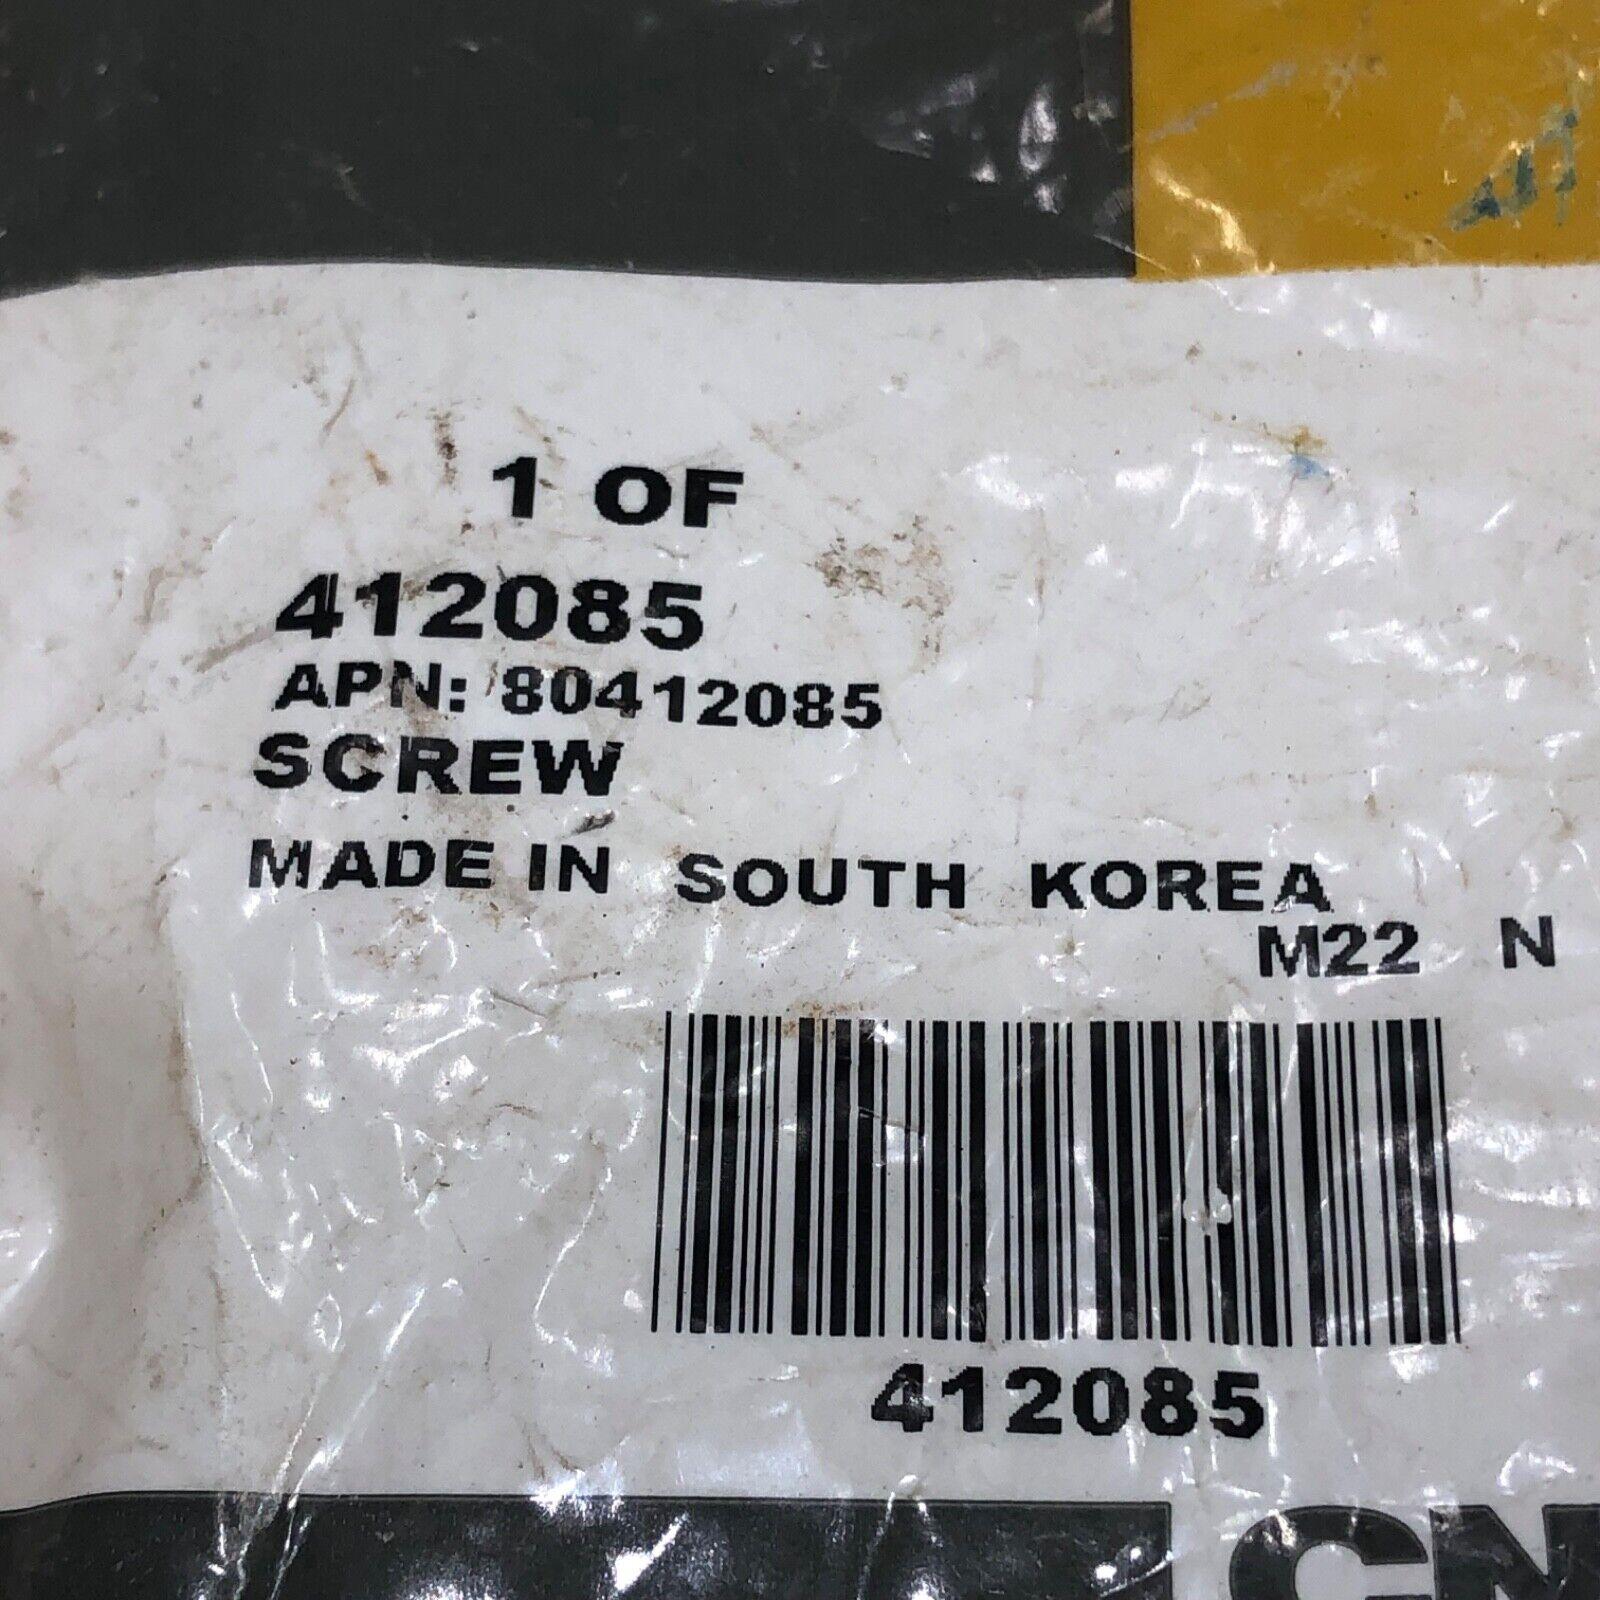 1 OF
412085
APN: 80412085
SCREW
MADE IN SOUTH KOREA
M22 N
412085